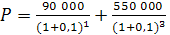 P = 90 000 / (1+0,1)¹ + 550 000 / (1+0,1)³